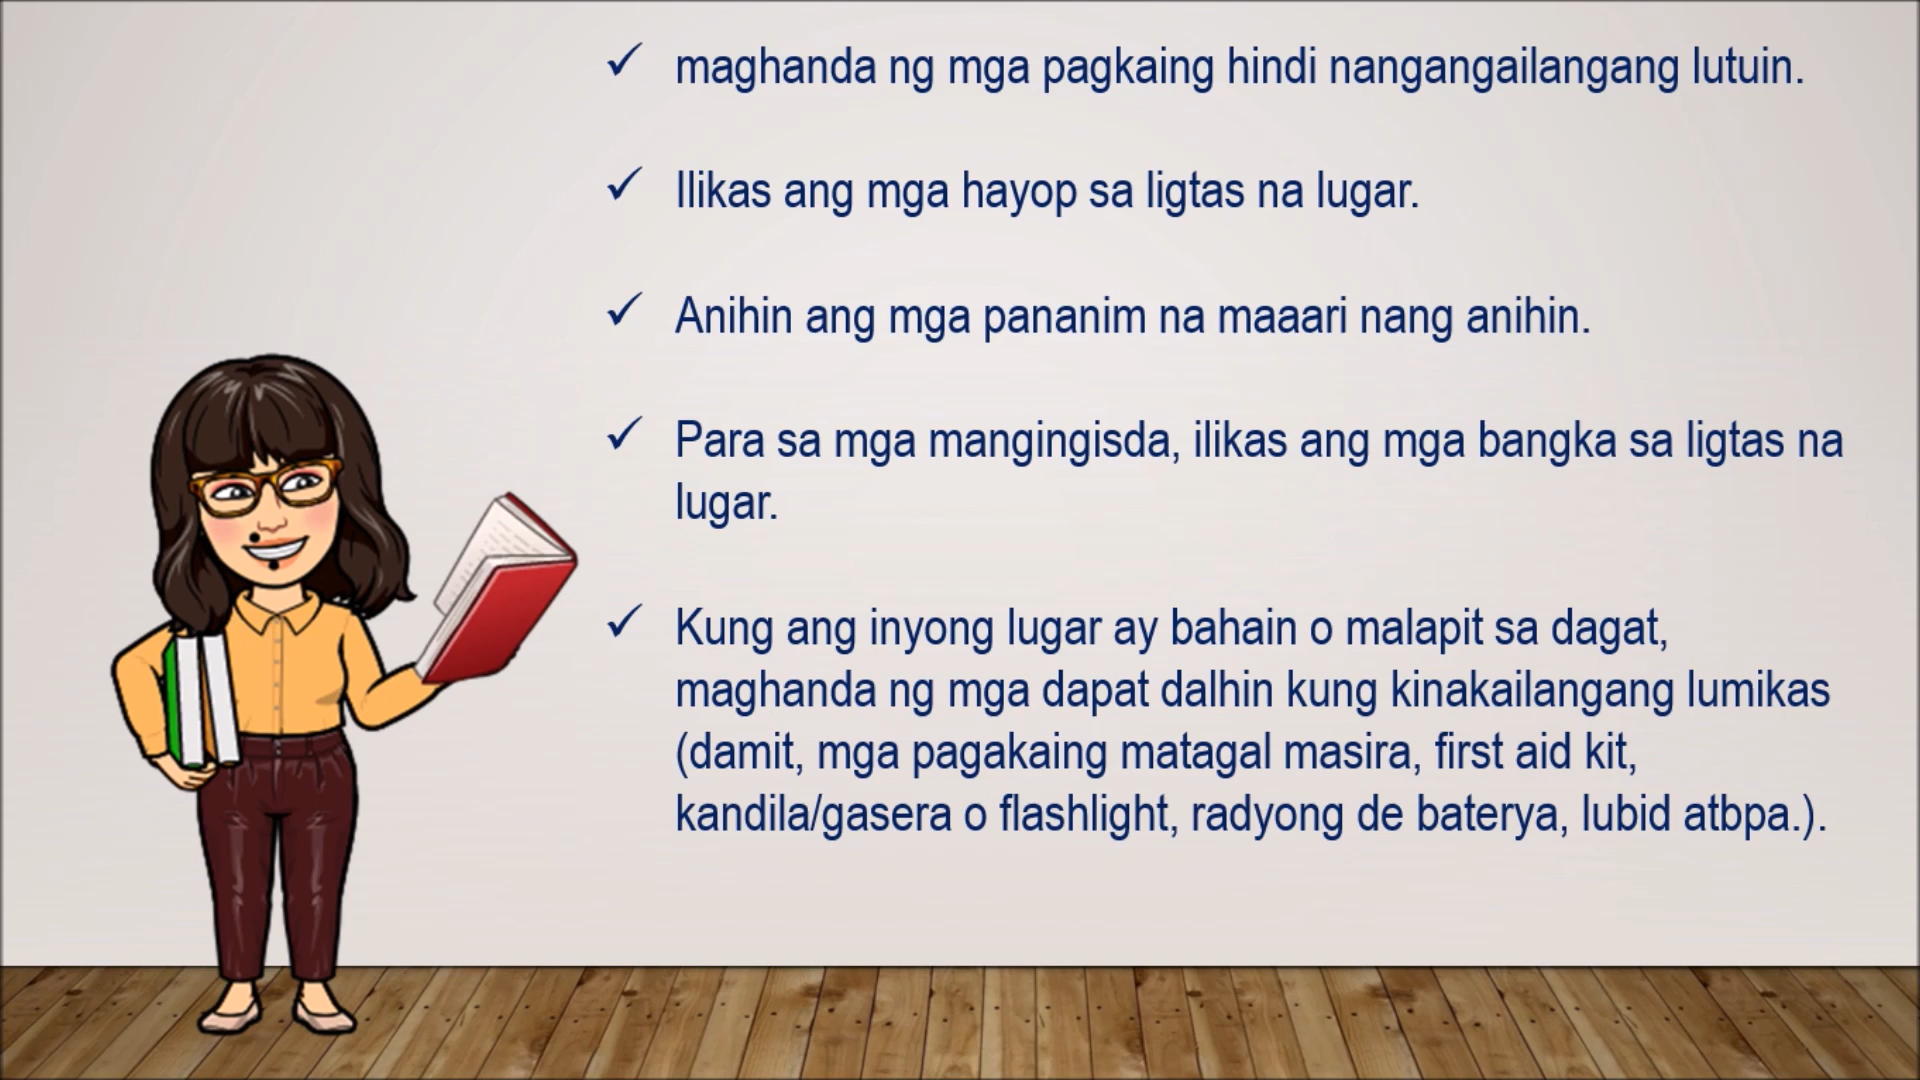 ✓ maghanda ng mga pagkaing hindi nangangailangang lutuin.
✓ Ilikas ang mga hayop sa ligtas na lugar.
✓ Anihin ang mga pananim na maaari nang anihin.
✓ Para sa mga mangingisda, ilikas ang mga bangka sa ligtas na
lugar.
✓ Kung ang inyong lugar ay bahain o malapit sa dagat,
maghanda ng mga dapat dalhin kung kinakailangang lumikas
(damit, mga pagakaing matagal masira, first aid kit,
kandila/gasera o flashlight, radyong de baterya, lubid atbpa.).